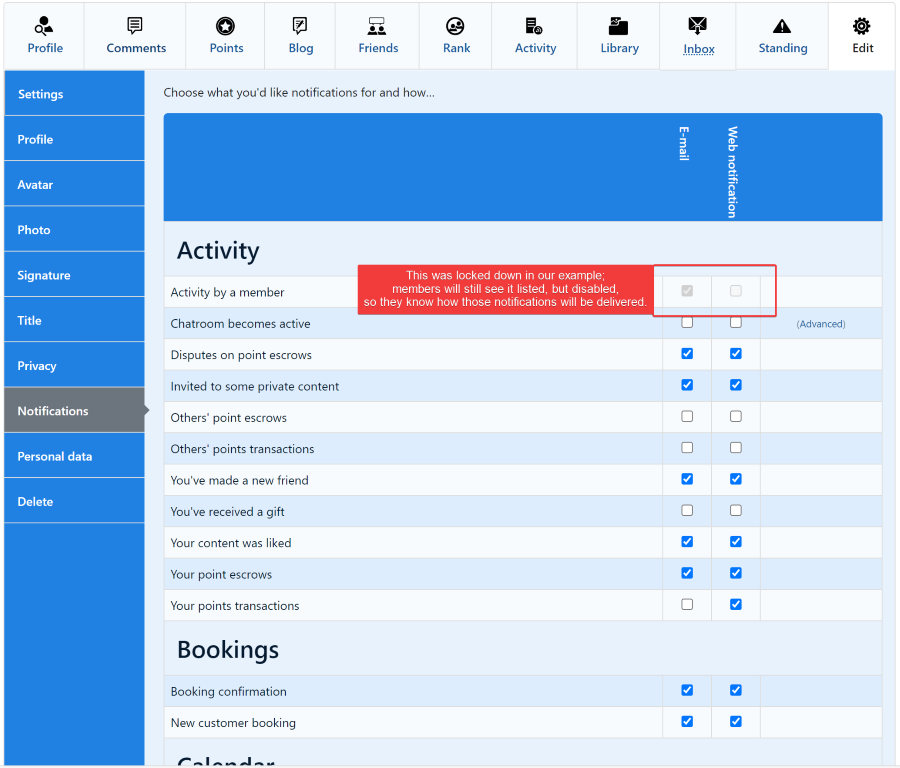 Profile
Comments
Points
Blog
Friends
Rank
Activity
Library
Inbox
Standing
Edit
Settings
Profile
Avatar
Photo
Signature
Title
Privacy
Notifications
Personal data
Delete
Choose what you'd like notifications for and how...
E-mail
Web notification
Activity
Activity by a member
This was locked down in our example;
members will still see it listed, but disabled,
so they know how those notifications will be delivered.
Chatroom becomes active
(Advanced)
Disputes on point escrows
Invited to some private content
Others' point escrows
Others' points transactions
You've made a new friend
You've received a gift
Your content was liked
Your point escrows
Your points transactions
Bookings
Booking confirmation
New customer booking
Calendar